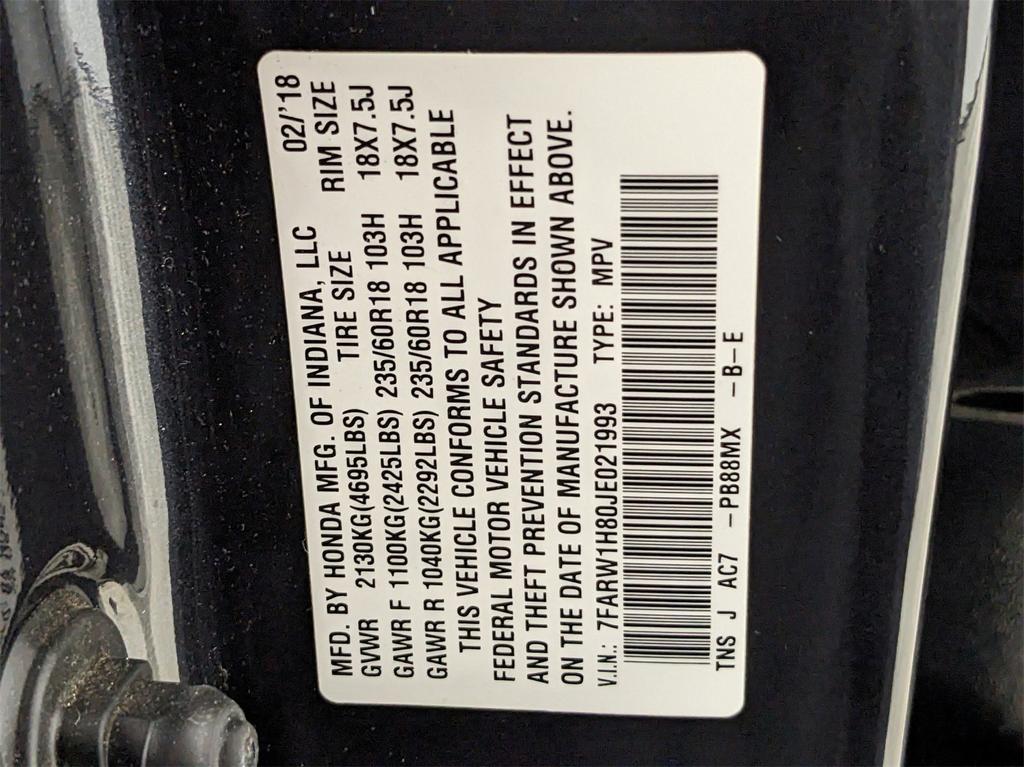 MFD. BY HONDA MFG. OF INDIANA, LLC 02/'18
GVWR 2130KG(4695LBS) TIRE SIZE RIM SIZE
GAWR F 1100KG(2425LBS) 235/60R18 103H 18X7.5J
GAWR R 1040KG(2292LBS) 235/60R18 103H 18X7.5J
THIS VEHICLE CONFORMS TO ALL APPLICABLE
FEDERAL MOTOR VEHICLE SAFETY
AND THEFT PREVENTION STANDARDS IN EFFECT
ON THE DATE OF MANUFACTURE SHOWN ABOVE.
V.I.N.: 7FARW1H80JE021993 TYPE: MPV
TNS J AC7 -PB88MX -B-E